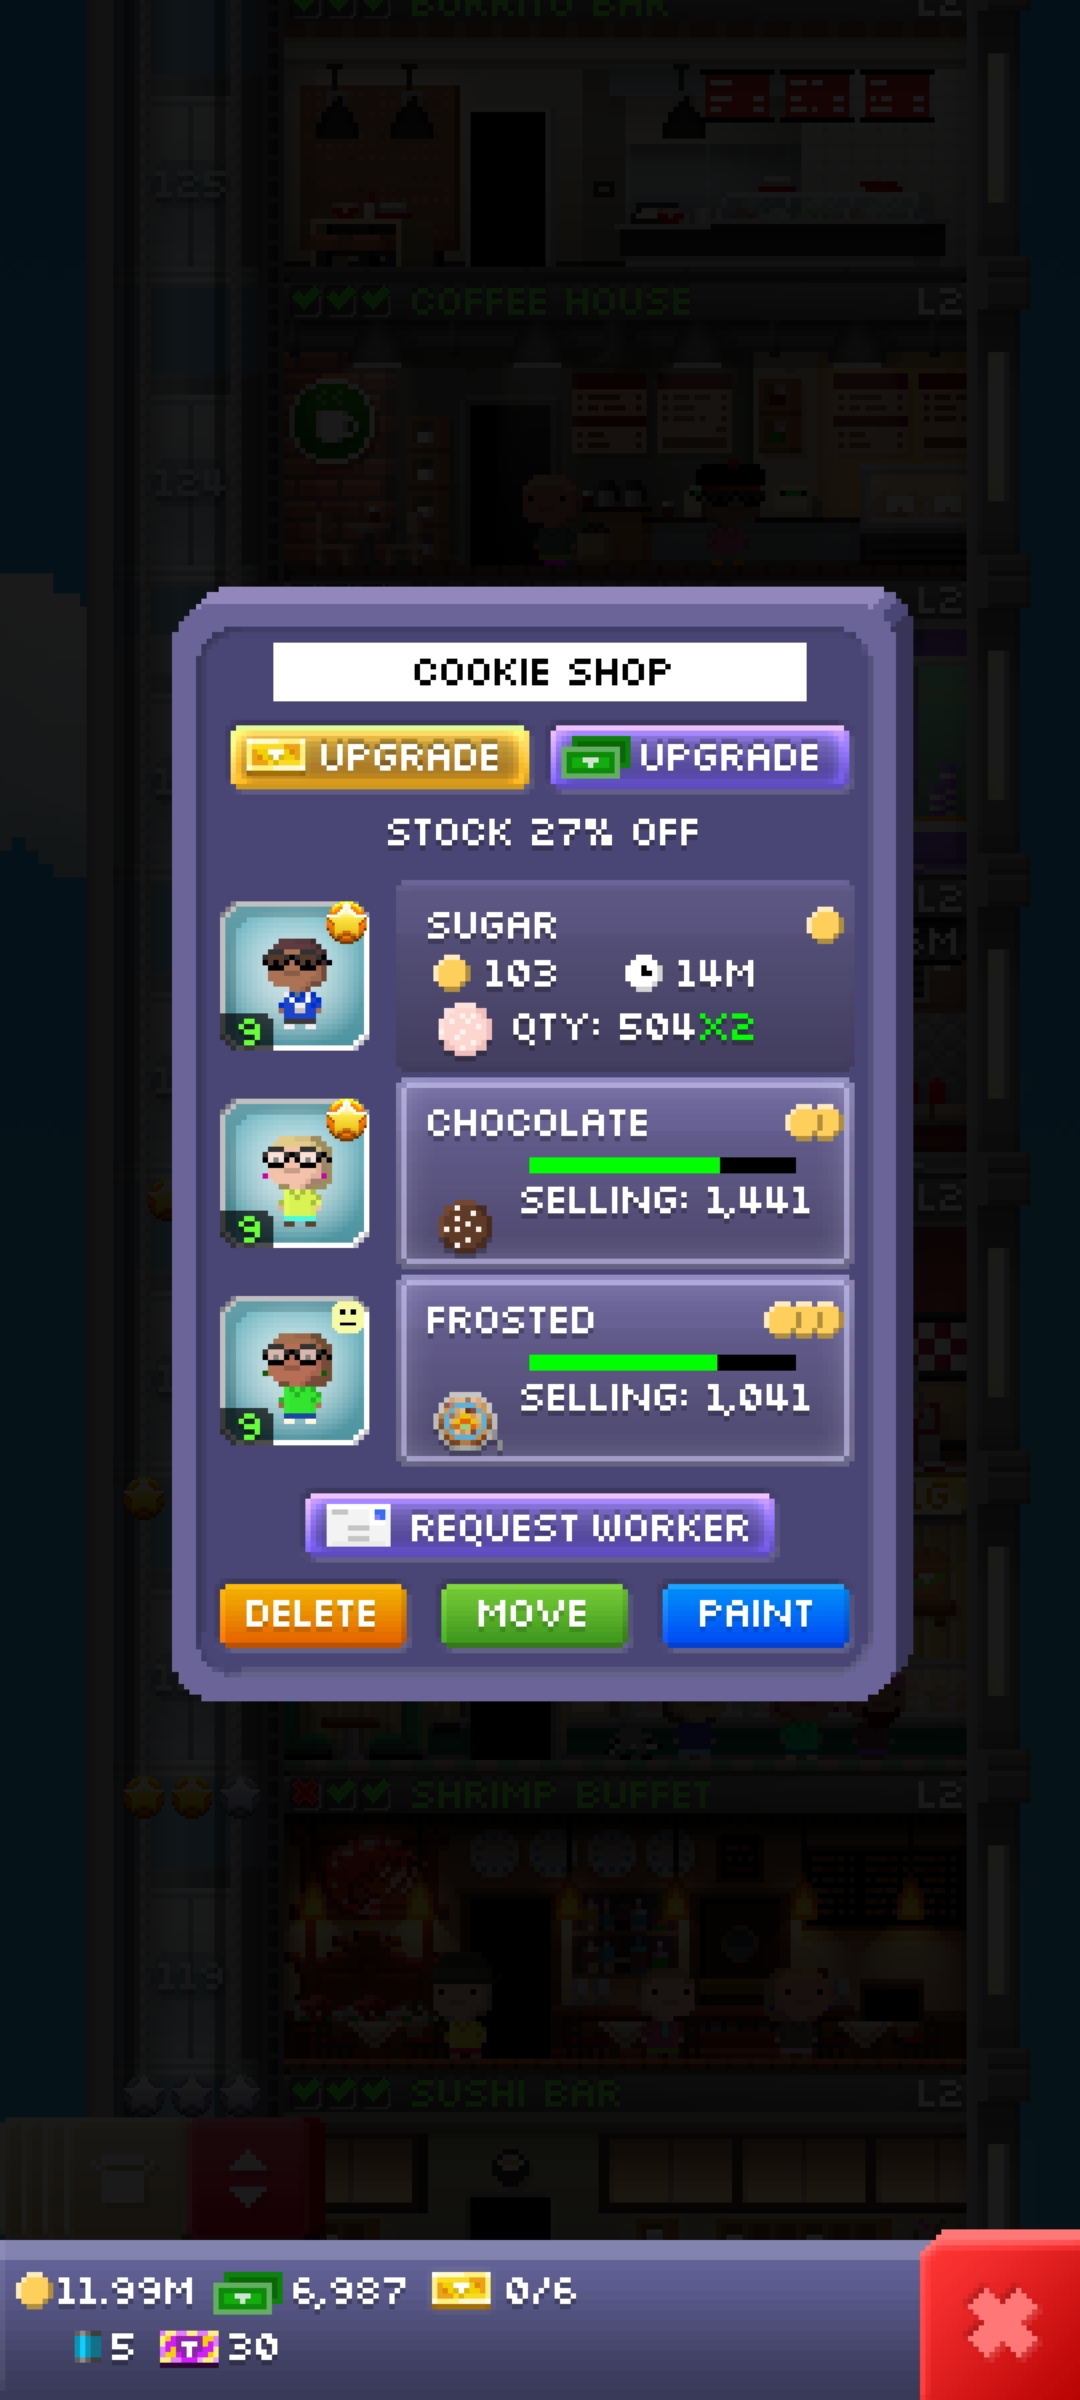 BURRITO BAR
L2
125
COFFEE HOUSE
L2
124
L2
COOKIE SHOP
UPGRADE
UPGRADE
STOCK 27% OFF
L2
SUGAR
103
14M
QTY: 504X2
9
CHOCOLATE
L2
SELLING: 1,441
9
FROSTED
SELLING: 1,041
9
REQUEST WORKER
DELETE
MOVE
PAINT
SHRIMP BUFFET
L2
119
SUSHI BAR
L2
11.99M
6,987
0/6
5
T
30